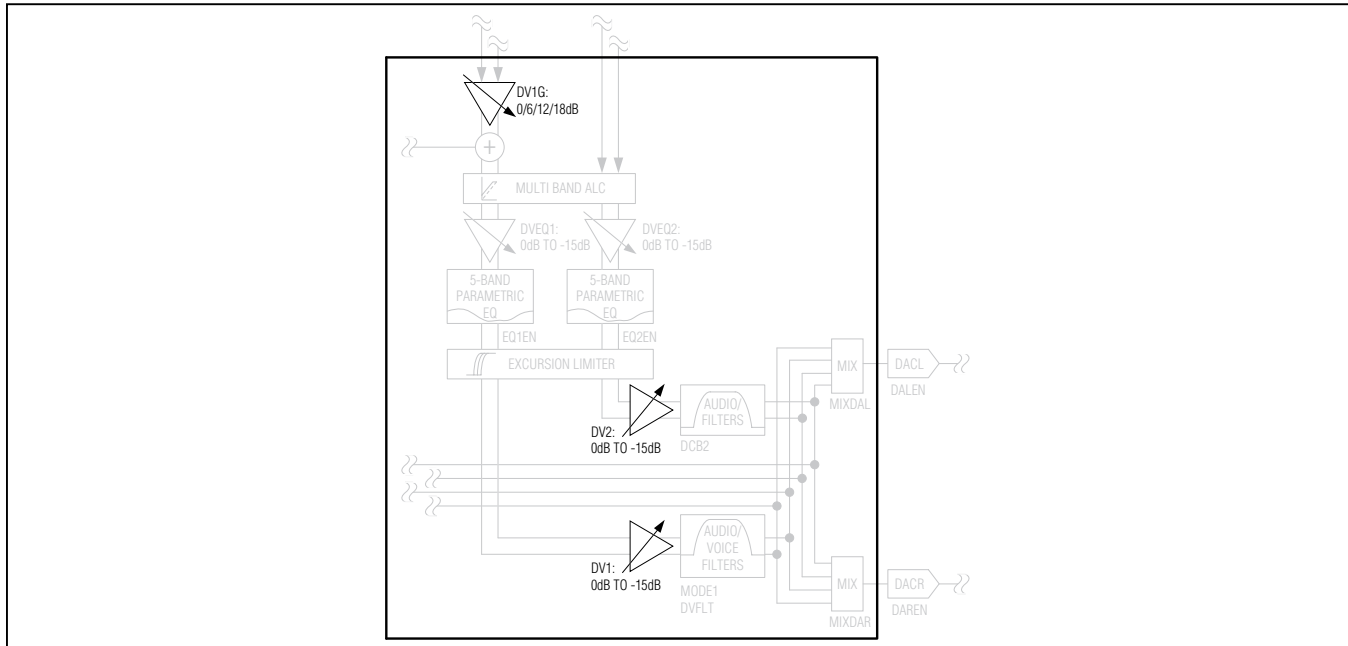 DV1G:
0/6/12/18dB
+
MULTI BAND ALC
DVEQ1:
0dB TO -15dB
DVEQ2:
0dB TO -15dB
5-BAND
PARAMETRIC
EQ
5-BAND
PARAMETRIC
EQ
EQ1EN
EQ2EN
EXCURSION LIMITER
MIX
DACL
MIXDAL
DALEN
AUDIO/
FILTERS
DV2:
0dB TO -15dB
DCB2
AUDIO/
VOICE
FILTERS
DV1:
0dB TO -15dB
MODE1
DVFLT
MIX
DACR
MIXDAR
DAREN